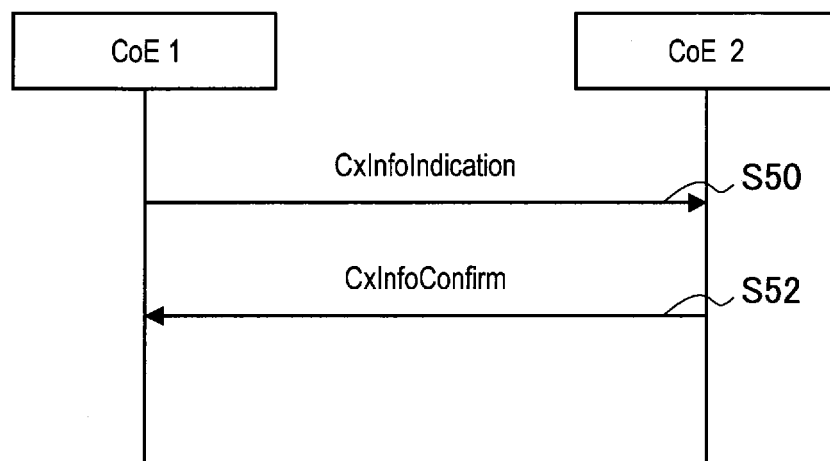 CoE 1
CoE 2
CxInfoIndication
S50
CxInfoConfirm
S52